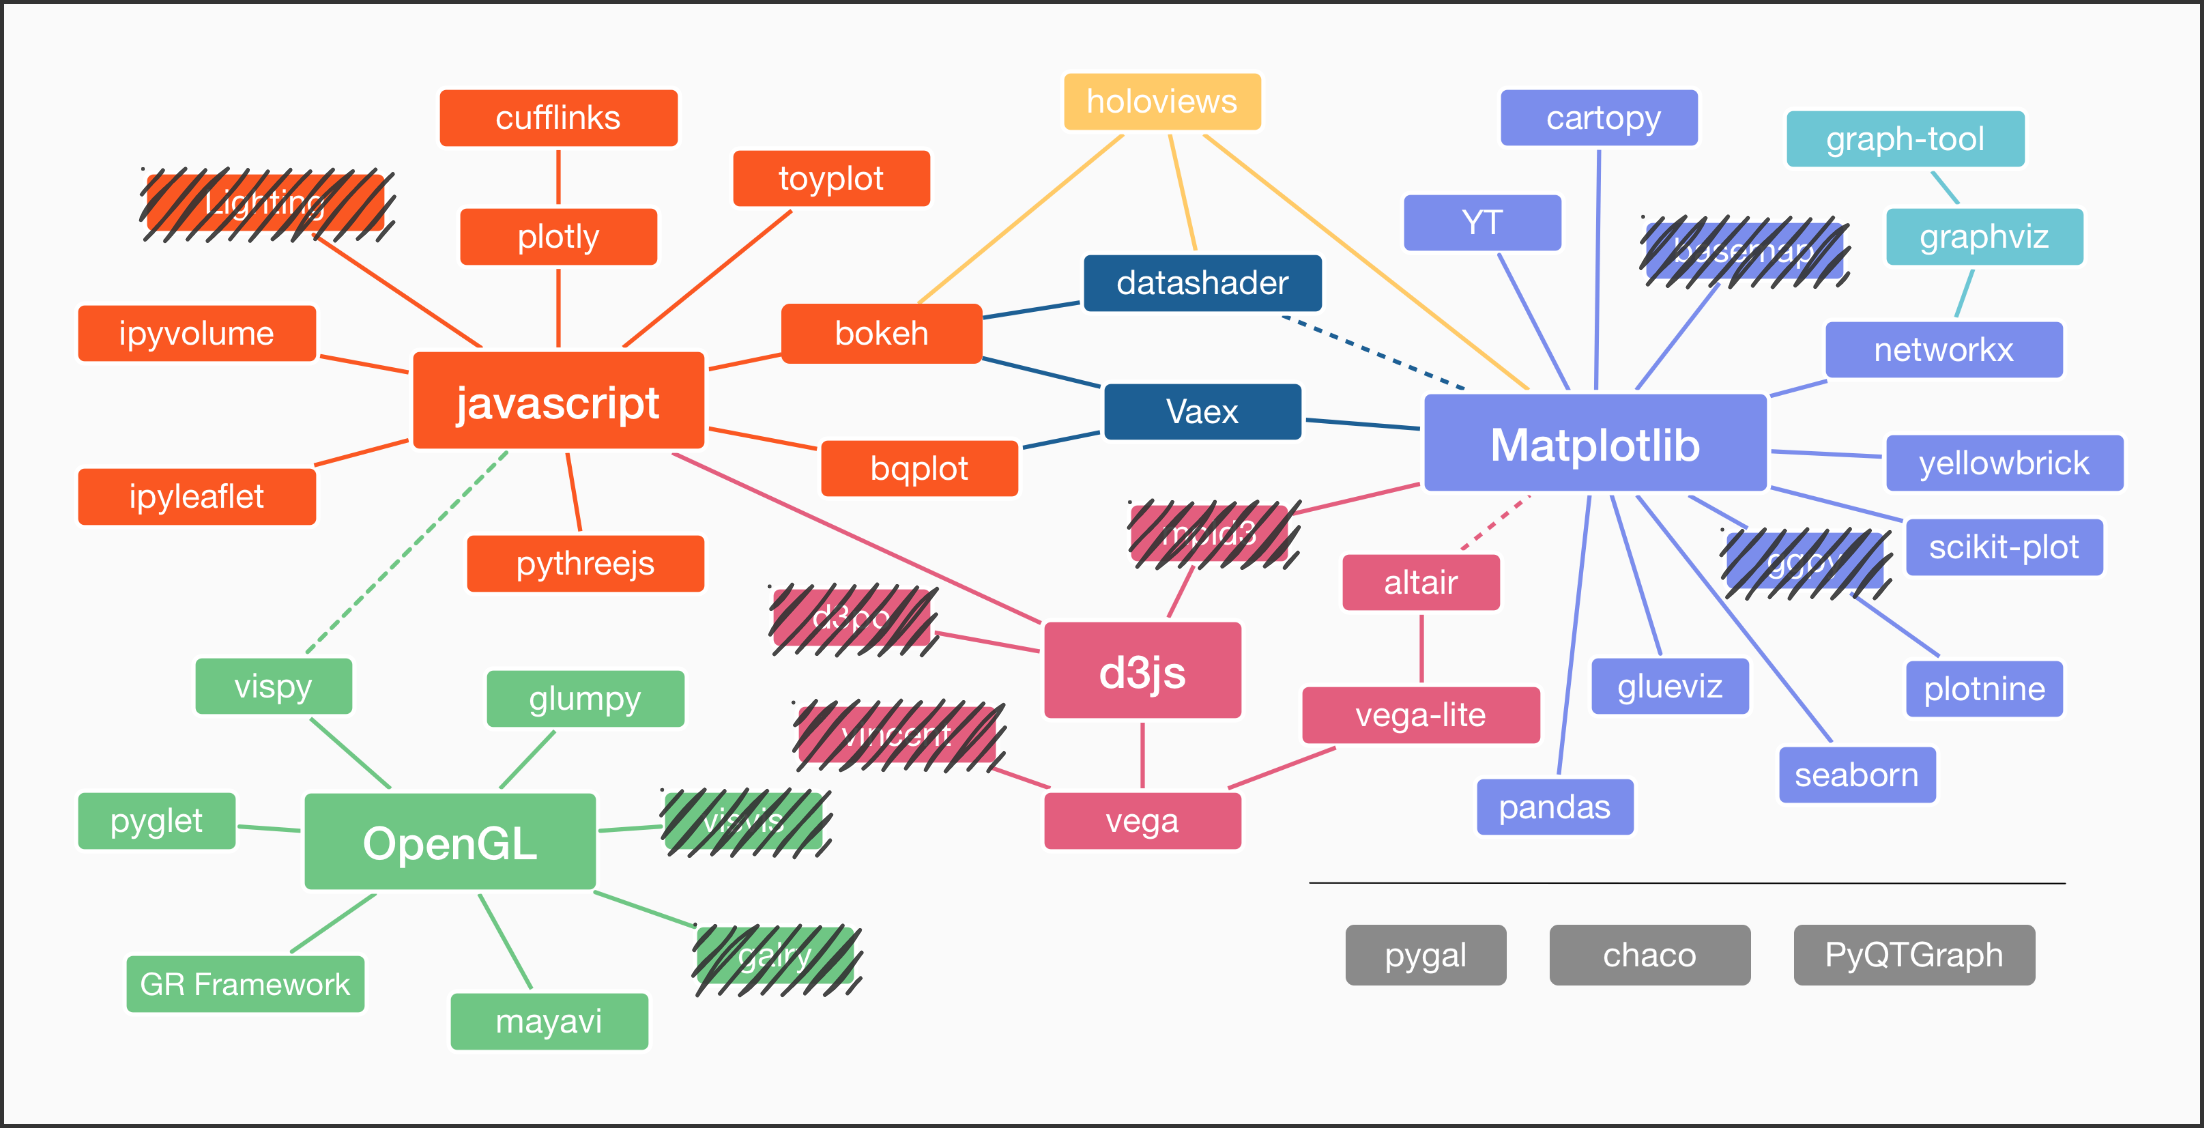 cufflinks
holoviews
cartopy
graph-tool
toyplot
Lighting
YT
plotly
graphviz
basemap
datashader
ipyvolume
bokeh
networkx
javascript
Vaex
Matplotlib
bqplot
yellowbrick
ipyleaflet
mpld3
scikit-plot
pythreejs
altair
ggpy
d3po
d3js
vispy
glumpy
glueviz
plotnine
vega-lite
vincent
seaborn
pandas
pyglet
OpenGL
visvis
vega
galry
pygal
chaco
PyQTGraph
GR Framework
mayavi